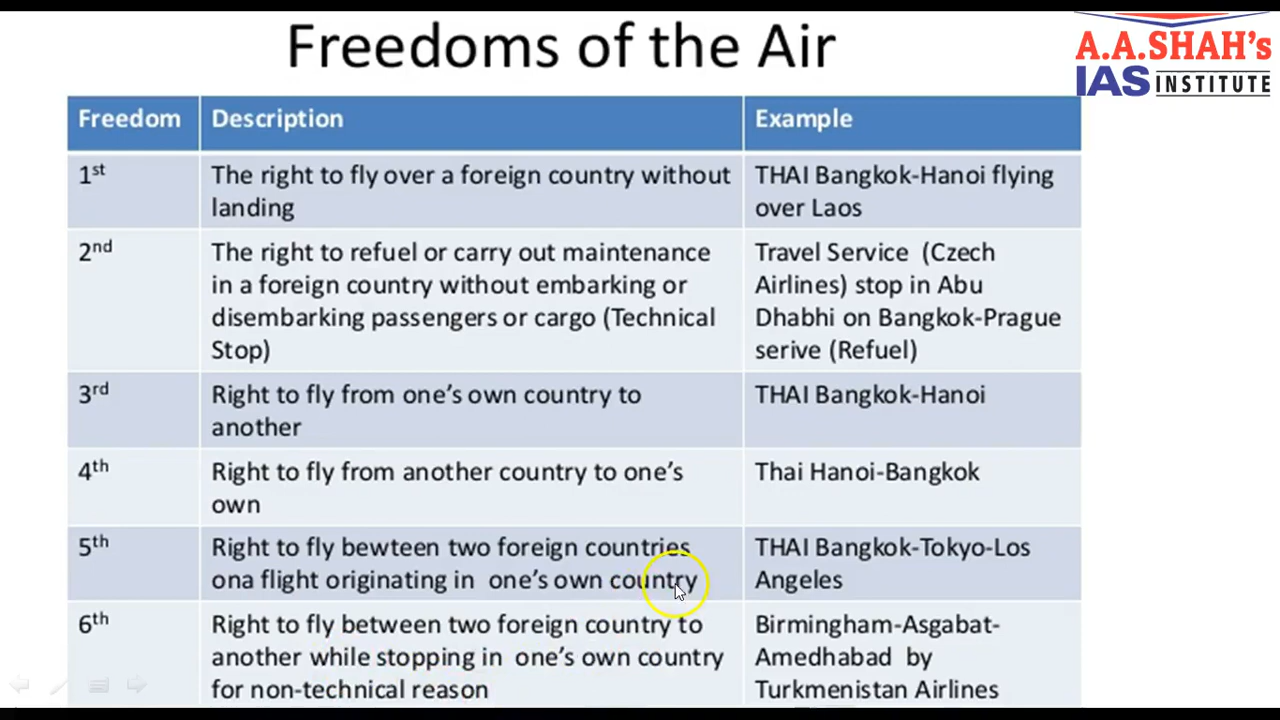 Freedoms of the Air
A.A.SHAH's
IAS INSTITUTE
Freedom Description Example
1st The right to fly over a foreign country without THAI Bangkok-Hanoi flying
landing over Laos
2nd The right to refuel or carry out maintenance Travel Service (Czech
in a foreign country without embarking or Airlines) stop in Abu
disembarking passengers or cargo (Technical Dhabhi on Bangkok-Prague
Stop) serive (Refuel)
3rd Right to fly from one's own country to THAI Bangkok-Hanoi
another
4th Right to fly from another country to one's Thai Hanoi-Bangkok
own
5th Right to fly bewteen two foreign countries THAI Bangkok-Tokyo-Los
ona flight originating in one's own country Angeles
6th Right to fly between two foreign country to Birmingham-Asgabat-
another while stopping in one's own country Amedhabad by
for non-technical reason Turkmenistan Airlines